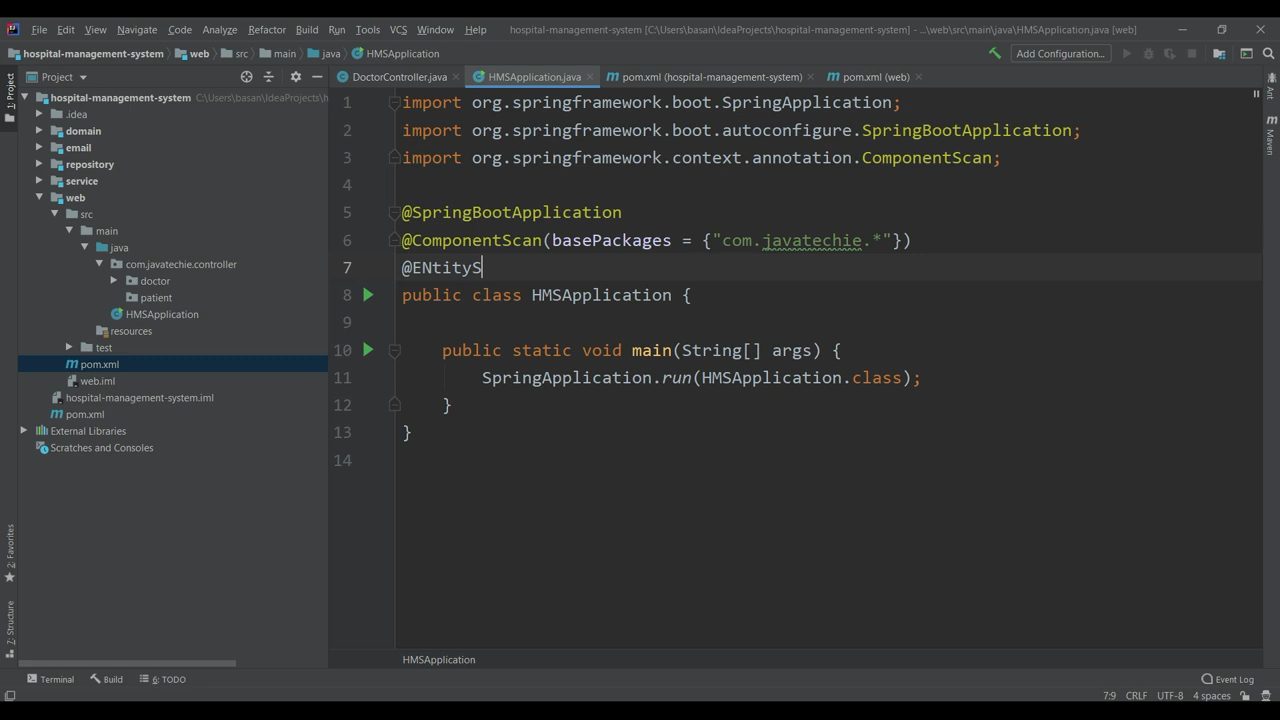 File Edit View Navigate Code Analyze Refactor Build Run Tools VCS Window Help hospital-management-system [C:\Users\basan\IdeaProjects\hospital-management-system] - ...\web\src\main\java\HMSApplication.java [web]
hospital-management-system web src main java HMSApplication Add Configuration...
Project DoctorController.java HMSApplication.java pom.xml (hospital-management-system) pom.xml (web)
1: Project
Ant
Maven
2: Favorites
7: Structure
hospital-management-system C:\Users\basan\IdeaProjects\h
.idea
domain
email
repository
service
web
src
main
java
com.javatechie.controller
doctor
patient
HMSApplication
resources
test
pom.xml
web.iml
hospital-management-system.iml
pom.xml
External Libraries
Scratches and Consoles
1 import org.springframework.boot.SpringApplication;
2 import org.springframework.boot.autoconfigure.SpringBootApplication;
3 import org.springframework.context.annotation.ComponentScan;
4
5 @SpringBootApplication
6 @ComponentScan(basePackages = {"com.javatechie.*"})
7 @ENtityS
8 public class HMSApplication {
9
10 public static void main(String[] args) {
11 SpringApplication.run(HMSApplication.class);
12 }
13 }
14
HMSApplication
Terminal Build 6: TODO Event Log
7:9 CRLF UTF-8 4 spaces